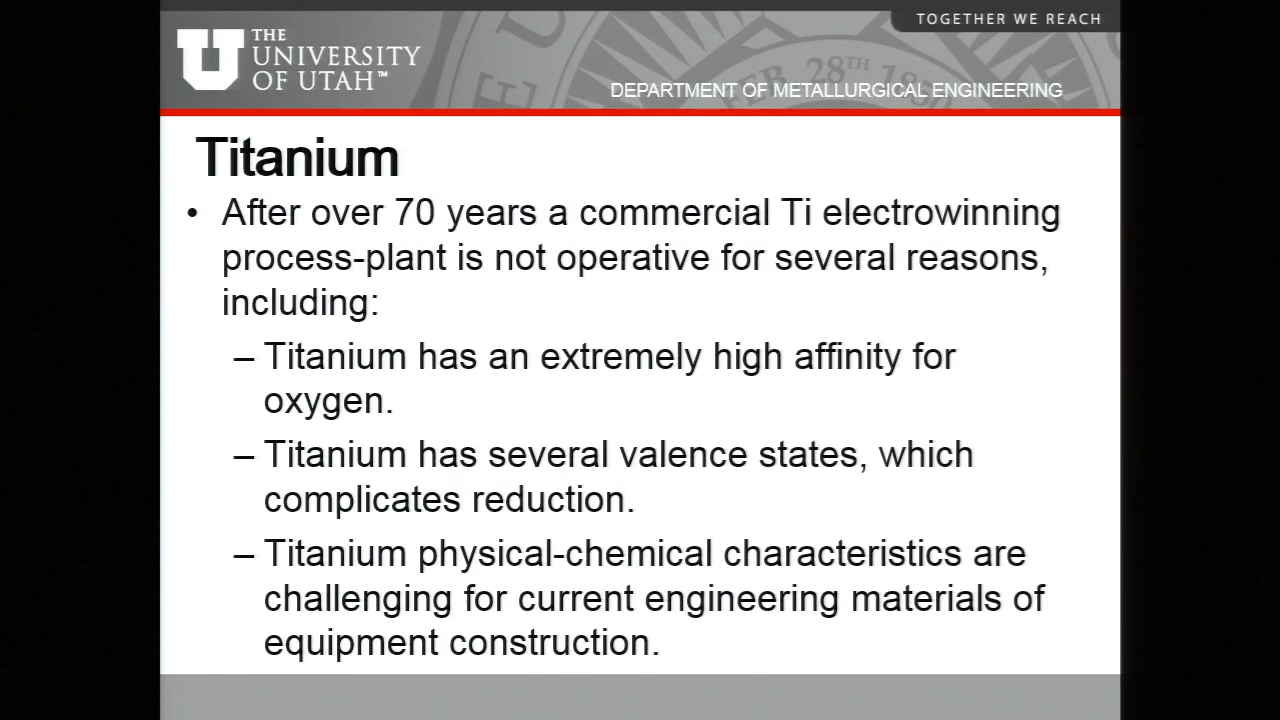 TOGETHER WE REACH
THE
UNIVERSITY
OF UTAH™
DEPARTMENT OF METALLURGICAL ENGINEERING
FEB 28TH 1850
Titanium
• After over 70 years a commercial Ti electrowinning
process-plant is not operative for several reasons,
including:
– Titanium has an extremely high affinity for
oxygen.
– Titanium has several valence states, which
complicates reduction.
– Titanium physical-chemical characteristics are
challenging for current engineering materials of
equipment construction.